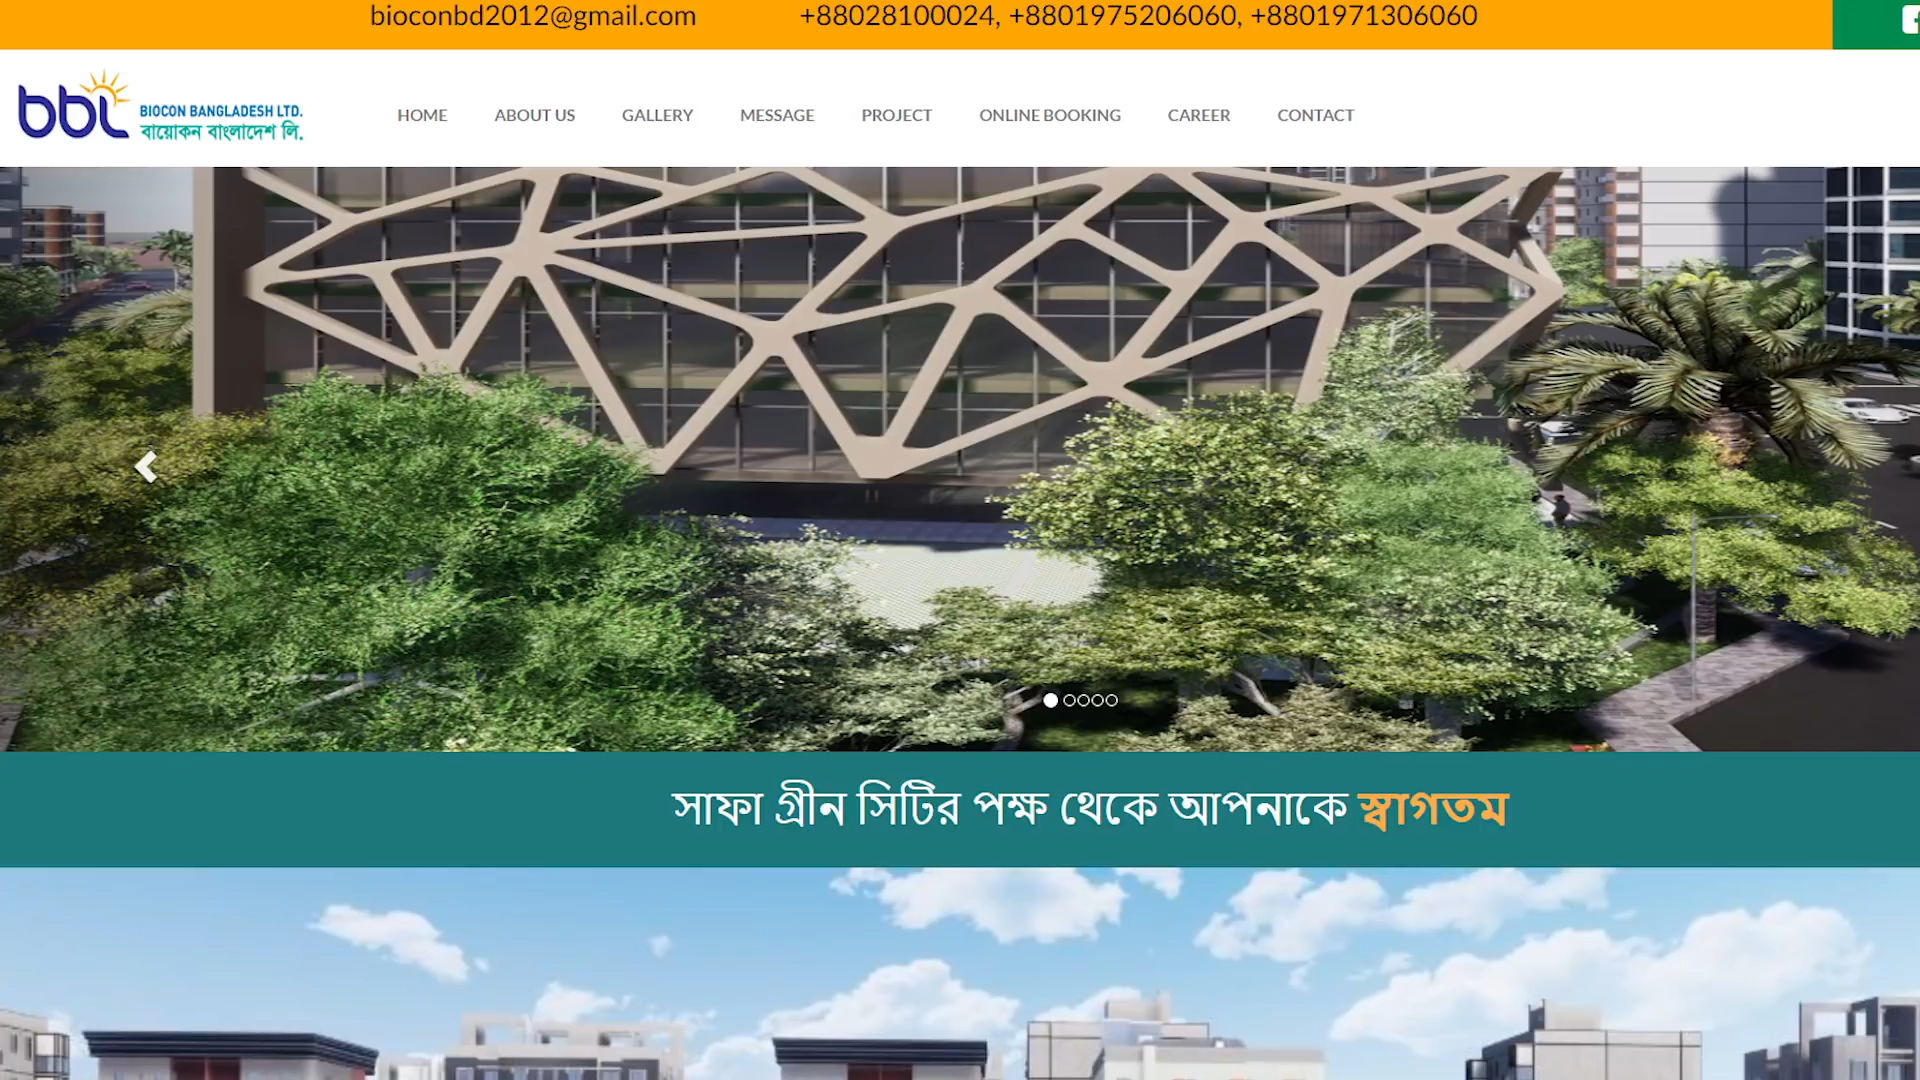 bioconbd2012@gmail.com +88028100024, +8801975206060, +8801971306060
bbl BIOCON BANGLADESH LTD.
বায়োকন বাংলাদেশ লি.
HOME ABOUT US GALLERY MESSAGE PROJECT ONLINE BOOKING CAREER CONTACT
সাফা গ্রীন সিটির পক্ষ থেকে আপনাকে স্বাগতম